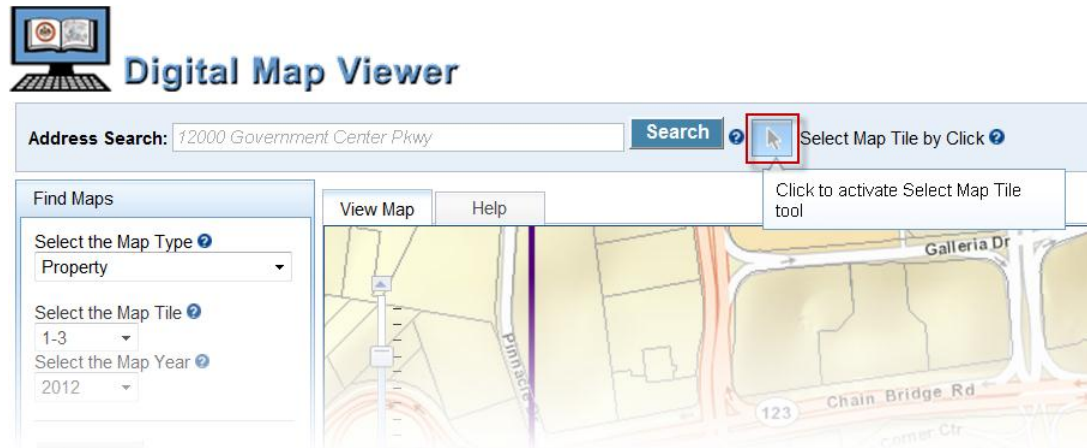 Digital Map Viewer
Address Search: 12000 Government Center Pkwy Search ? Select Map Tile by Click ?
Click to activate Select Map Tile
tool
Find Maps
View Map Help
Select the Map Type ?
Property
Select the Map Tile ?
1-3
Select the Map Year ?
2012
Galleria Dr
Pinnacle
123
Chain Bridge Rd
Corner Ctr